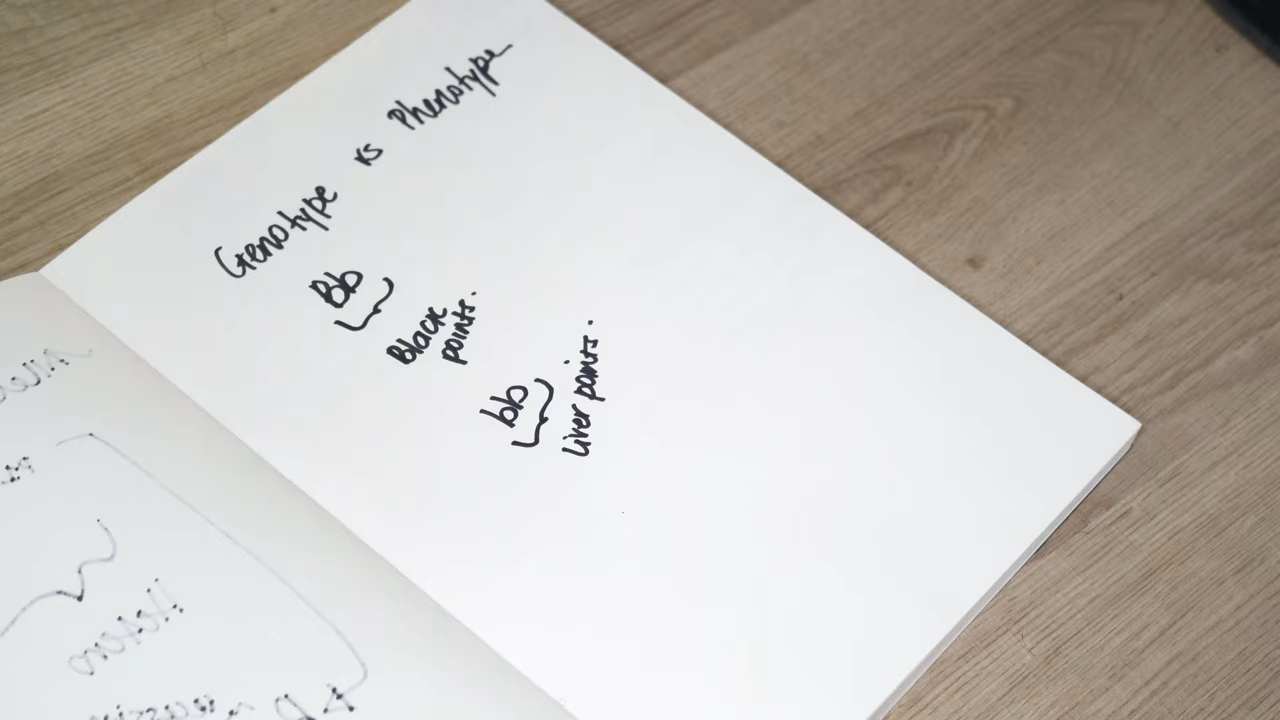 Genotype vs Phenotype
Bb
Black
points.
bb
Liver points.